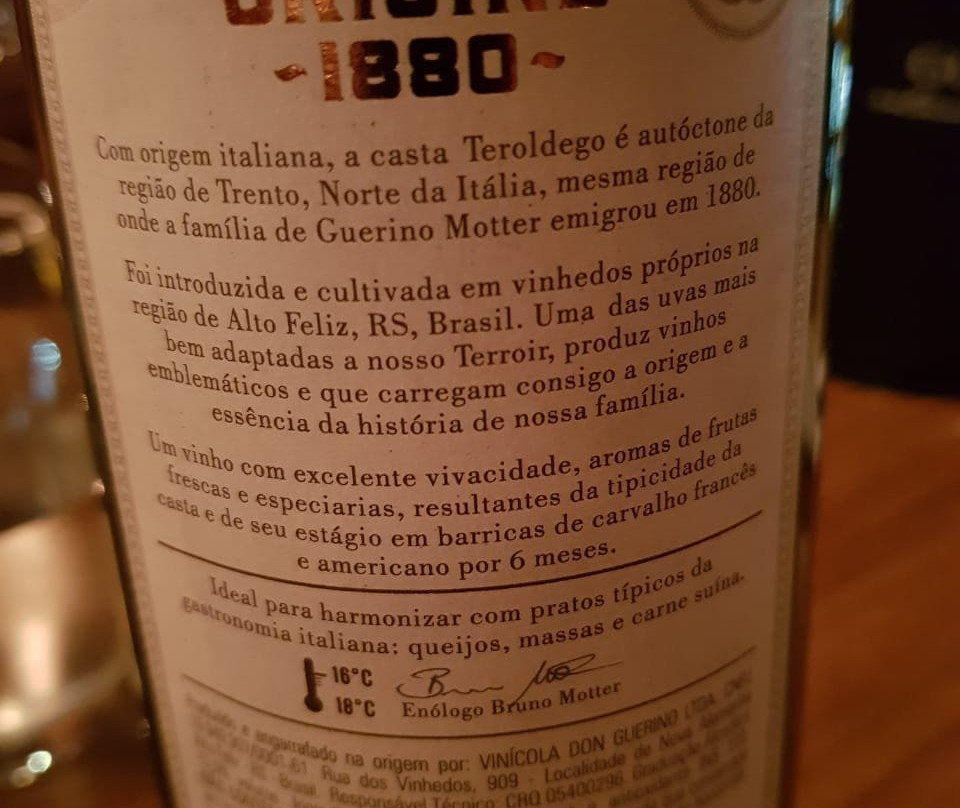 1880
Com origem italiana, a casta Teroldego é autóctone da
região de Trento, Norte da Itália, mesma região de
onde a família de Guerino Motter emigrou em 1880.
Foi introduzida e cultivada em vinhedos próprios na
região de Alto Feliz, RS, Brasil. Uma das uvas mais
bem adaptadas a nosso Terroir, produz vinhos
emblemáticos e que carregam consigo a origem e a
essência da história de nossa família.
Um vinho com excelente vivacidade, aromas de frutas
frescas e especiarias, resultantes da tipicidade da
casta e de seu estágio em barricas de carvalho francês
e americano por 6 meses.
Ideal para harmonizar com pratos típicos da
gastronomia italiana: queijos, massas e carne suína.
16°C
18°C
Enólogo Bruno Motter
e engarrafado na origem por: VINÍCOLA DON GUERINO LTDA.
Rua dos Vinhedos, 909 - Localidade de
Brasil. Responsável Técnico: CRQ 05400296.